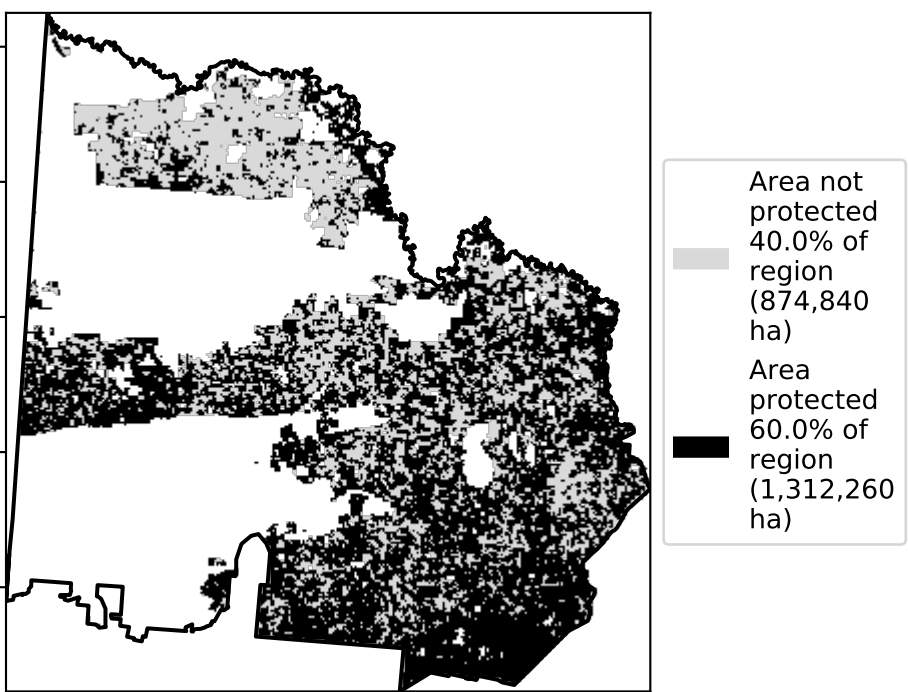 Area not
protected
40.0% of
region
(874,840
ha)
Area
protected
60.0% of
region
(1,312,260
ha)